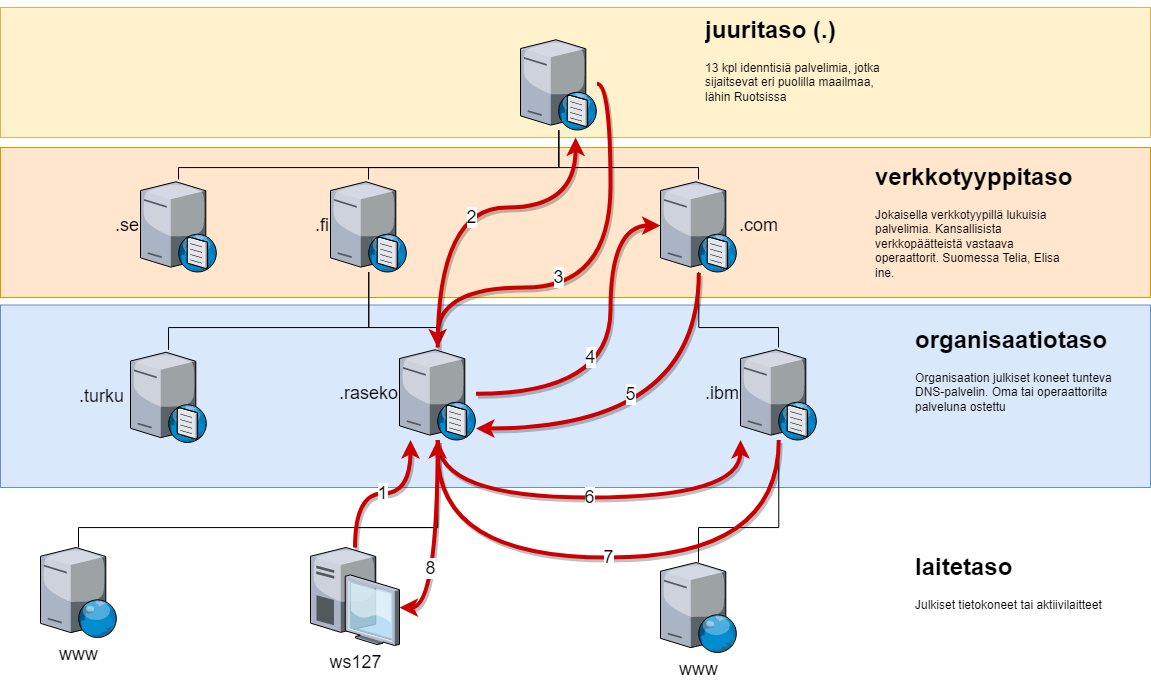 juuritaso (.)
13 kpl idenntisiä palvelimia, jotka
sijaitsevat eri puolilla maailmaa,
lähin Ruotsissa
verkkotyyppitaso
Jokaisella verkkotyypillä lukuisia
palvelimia. Kansallisista
verkkopäätteistä vastaava
operaattorit. Suomessa Telia, Elisa
ine.
.se
.fi
.com
2
3
4
organisaatiotaso
Organisaation julkiset koneet tunteva
DNS-palvelin. Oma tai operaattorilta
palveluna ostettu
.turku
.raseko
5
.ibm
1
6
7
8
laitetaso
Julkiset tietokoneet tai aktiivilaitteet
www
ws127
www